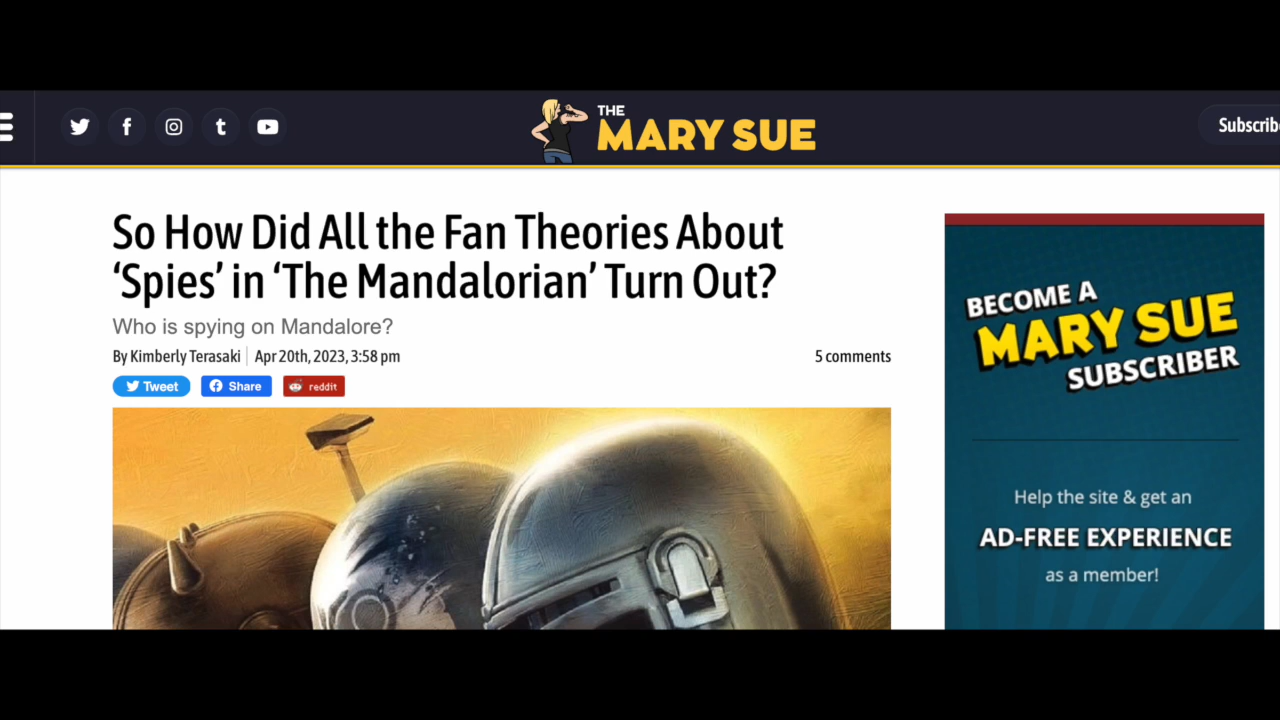 THE
MARY SUE
Subscrib
So How Did All the Fan Theories About
‘Spies’ in ‘The Mandalorian’ Turn Out?
Who is spying on Mandalore?
By Kimberly Terasaki Apr 20th, 2023, 3:58 pm
5 comments
Tweet
Share
reddit
BECOME A
MARY SUE
SUBSCRIBER
Help the site & get an
AD-FREE EXPERIENCE
as a member!